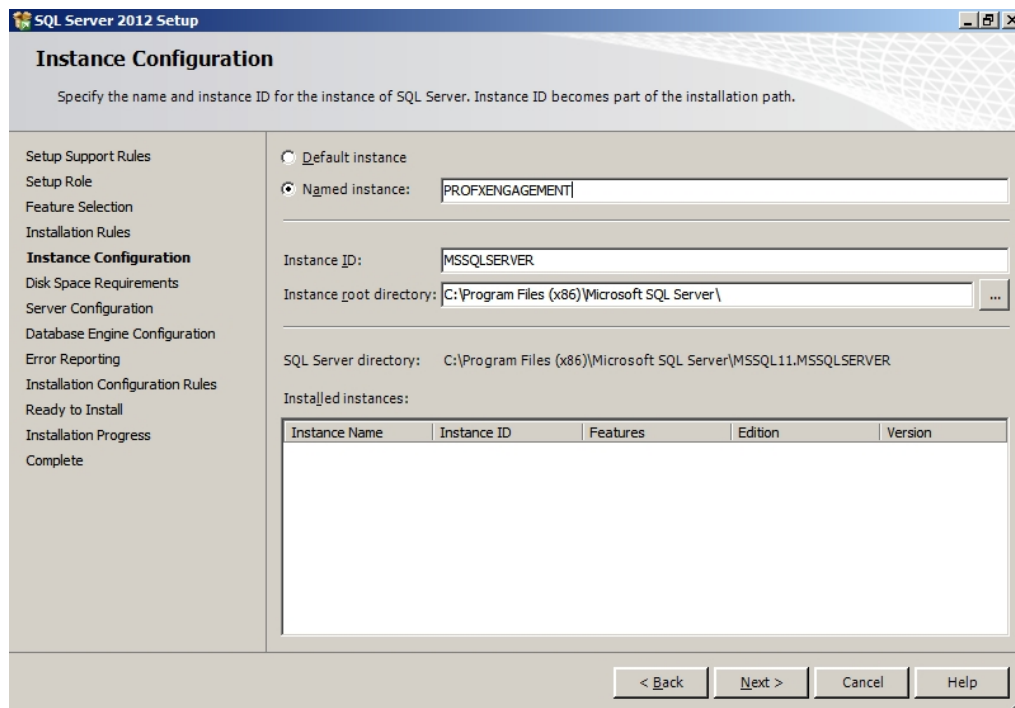 SQL Server 2012 Setup
Instance Configuration
Specify the name and instance ID for the instance of SQL Server. Instance ID becomes part of the installation path.
Setup Support Rules
Setup Role
Feature Selection
Installation Rules
Instance Configuration
Disk Space Requirements
Server Configuration
Database Engine Configuration
Error Reporting
Installation Configuration Rules
Ready to Install
Installation Progress
Complete
Default instance
Named instance: PROFXENGAGEMENT
Instance ID: MSSQLSERVER
Instance root directory: C:\Program Files (x86)\Microsoft SQL Server\ ...
SQL Server directory: C:\Program Files (x86)\Microsoft SQL Server\MSSQL11.MSSQLSERVER
Installed instances:
Instance Name Instance ID Features Edition Version
< Back Next > Cancel Help